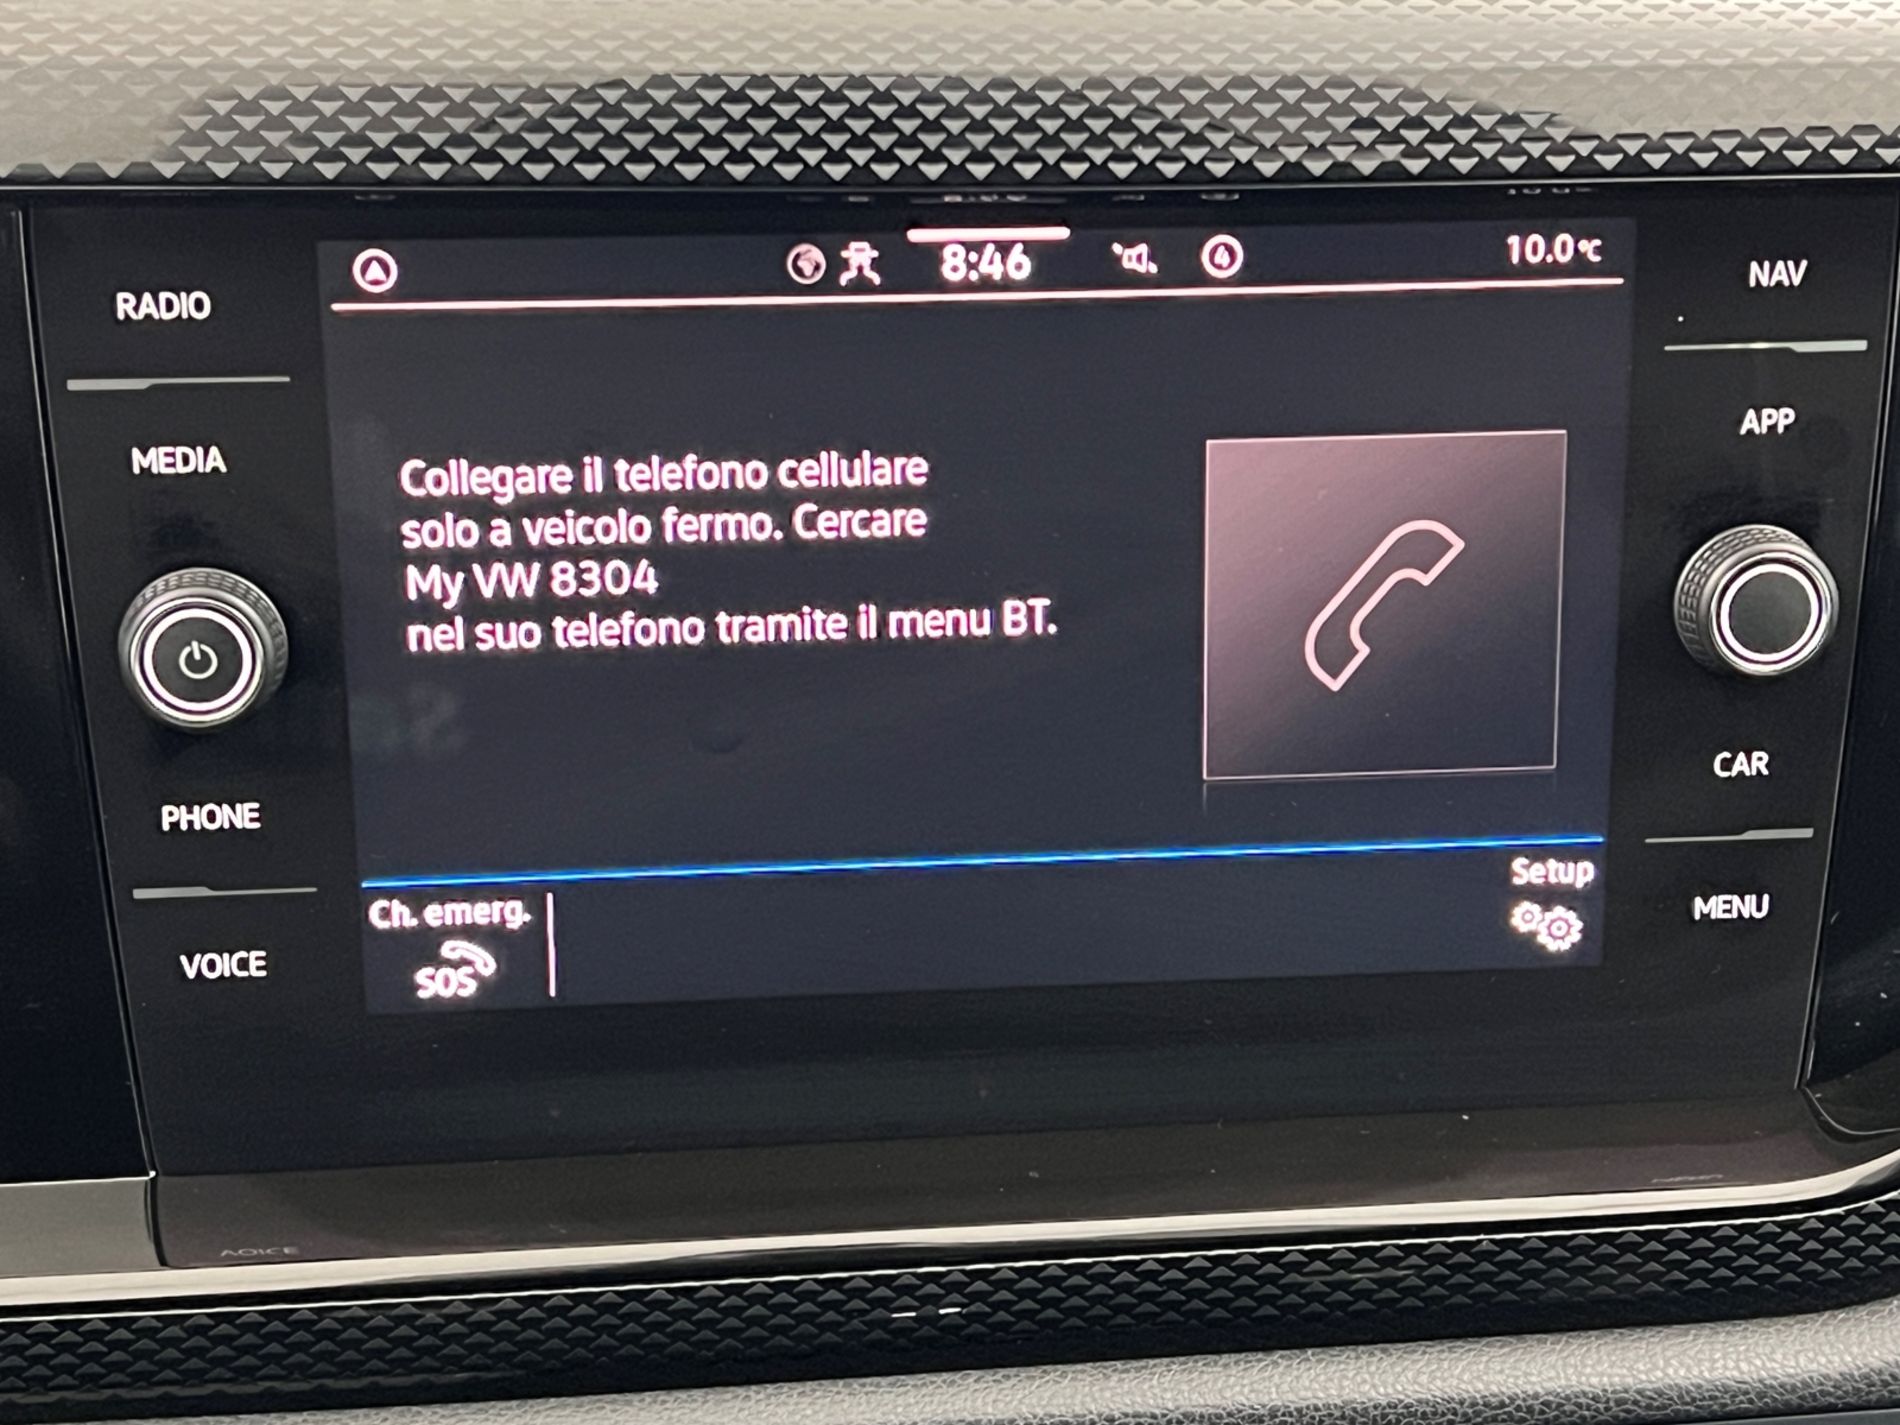 8:46
4
10.0°C
RADIO
NAV
MEDIA
APP
Collegare il telefono cellulare
solo a veicolo fermo. Cercare
My VW 8304
nel suo telefono tramite il menu BT.
PHONE
CAR
VOICE
MENU
Ch. emerg.
SOS
Setup